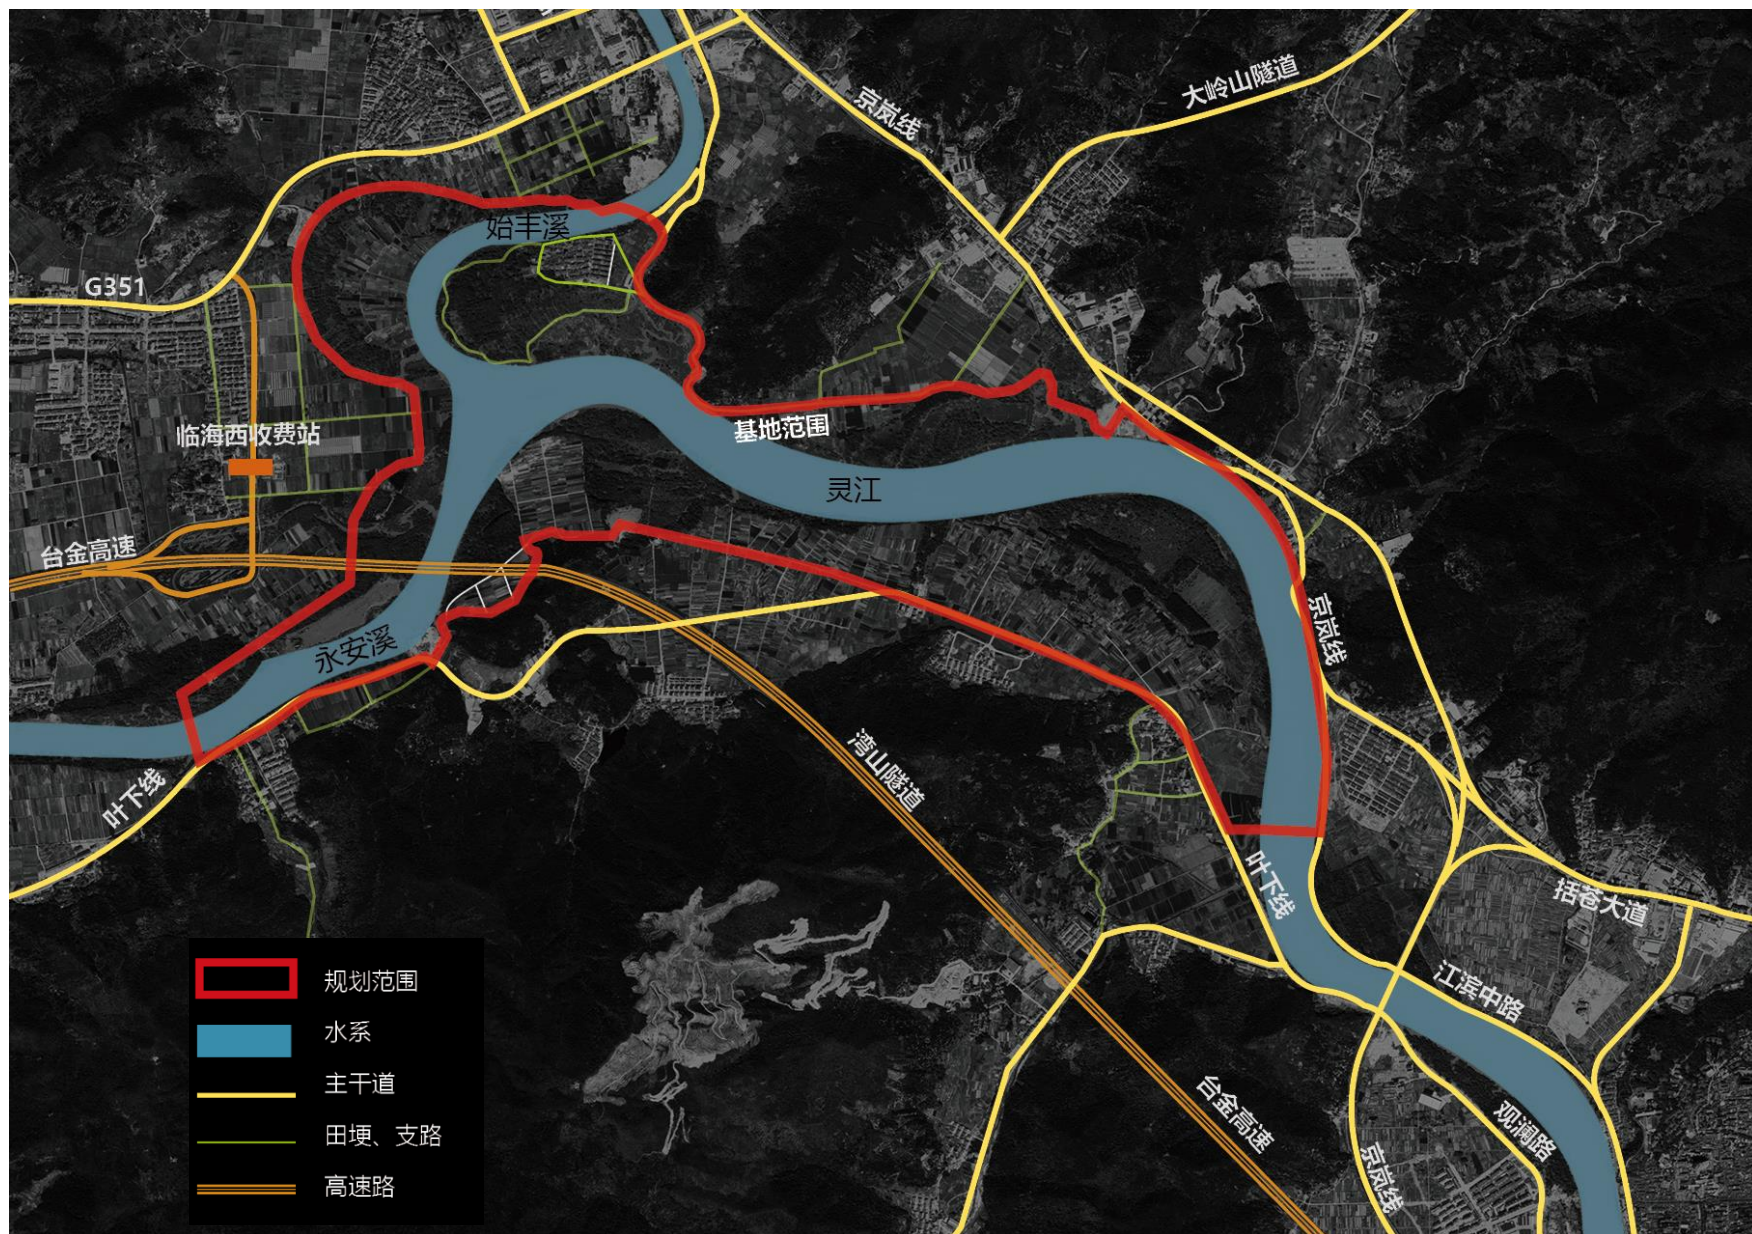 大岭山隧道
京岚线
始丰溪
G351
基地范围
临海西收费站
灵江
台金高速
京岚线
永安溪
湾山隧道
叶下线
叶下线
括苍大道
江滨中路
台金高速
观澜路
京岚线
规划范围
水系
主干道
田埂、支路
高速路